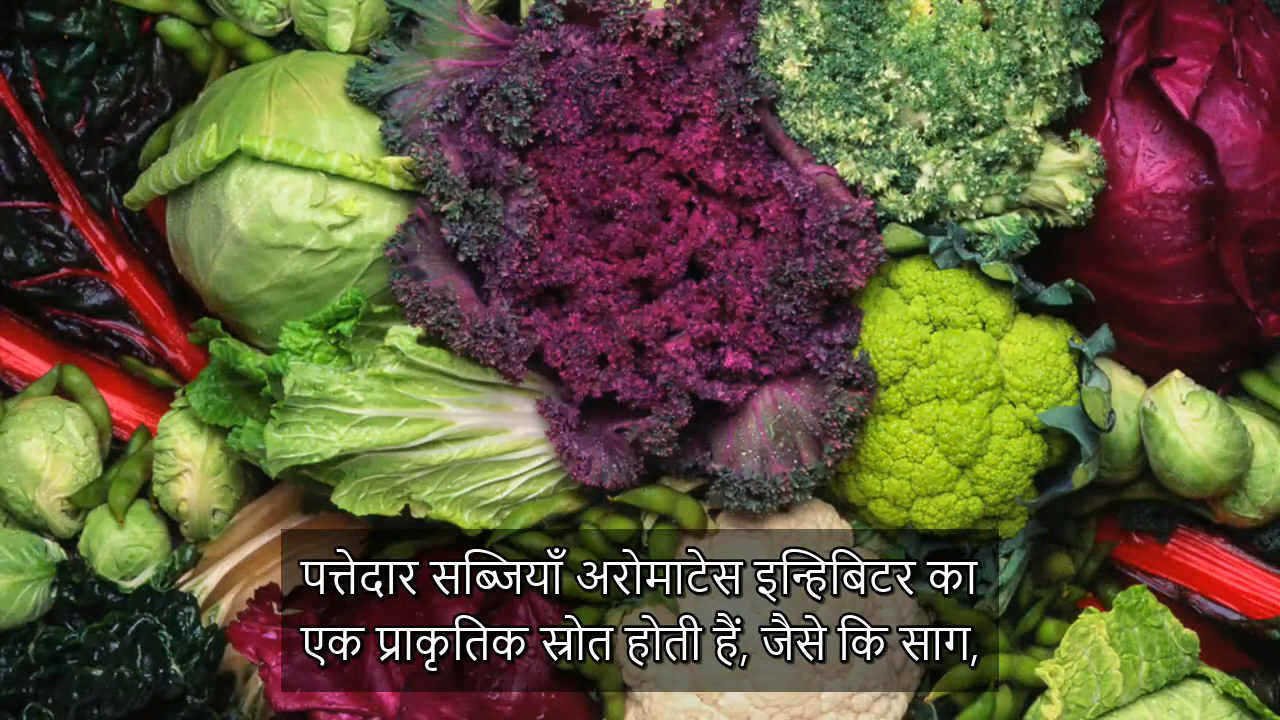 पत्तेदार सब्जियाँ अरोमाटेस इन्हिबिटर का
एक प्राकृतिक स्रोत होती हैं, जैसे कि साग,